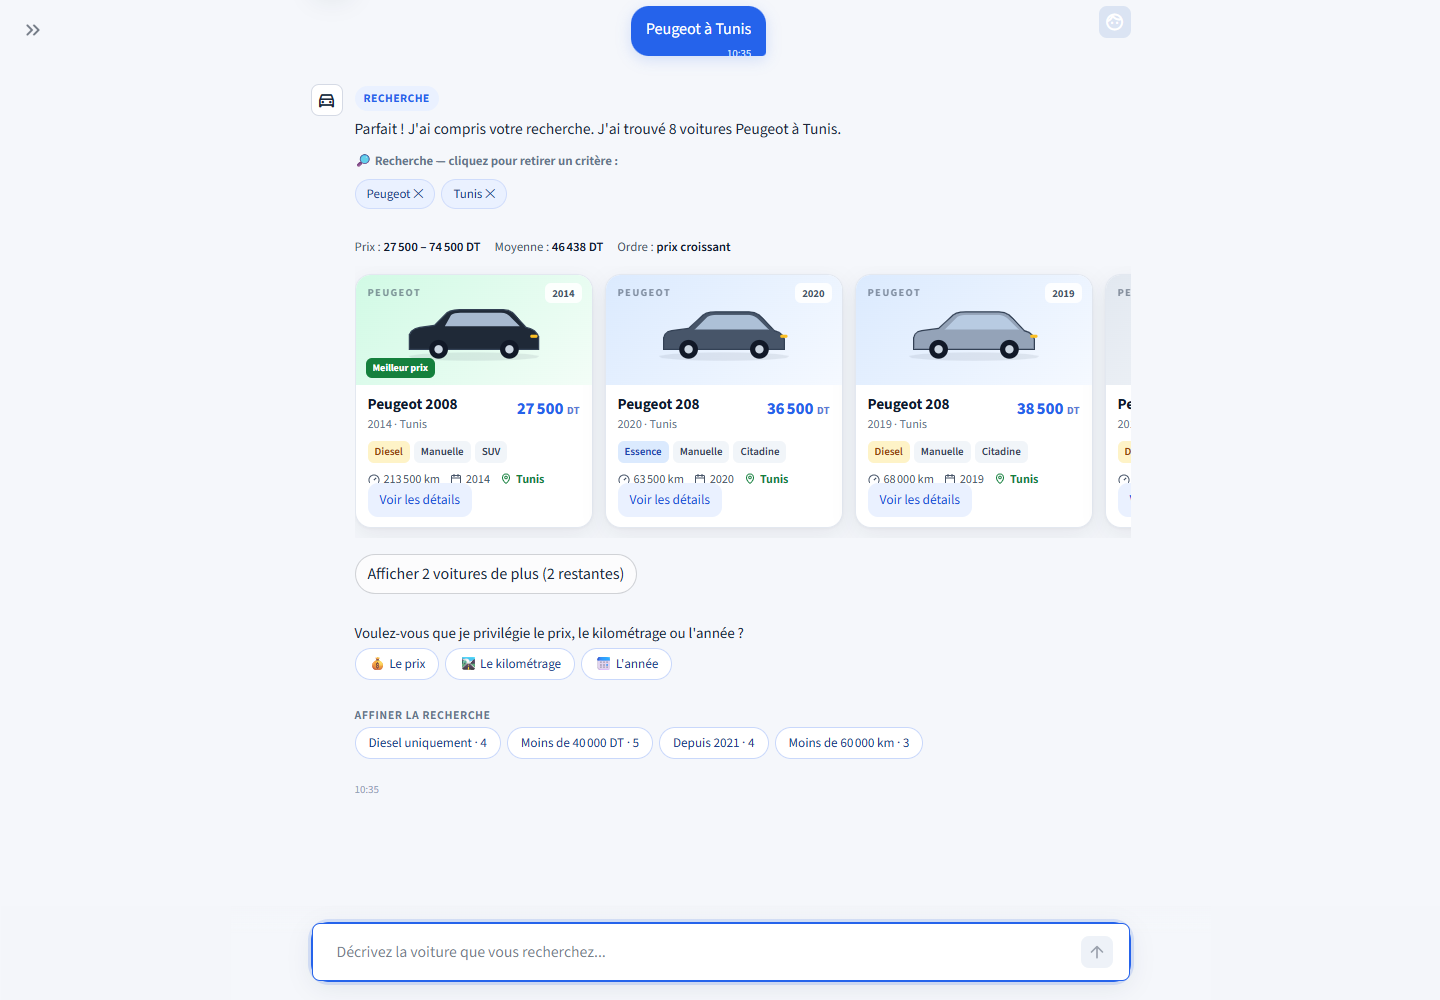 Peugeot à Tunis
10:35
RECHERCHE
Parfait ! J'ai compris votre recherche. J'ai trouvé 8 voitures Peugeot à Tunis.
Recherche — cliquez pour retirer un critère :
Peugeot Tunis
Prix : 27 500 – 74 500 DT Moyenne : 46 438 DT Ordre : prix croissant
PEUGEOT 2014
Meilleur prix
Peugeot 2008
27 500 DT
2014 · Tunis
Diesel Manuelle SUV
213 500 km 2014 Tunis
Voir les détails
PEUGEOT 2020
Peugeot 208
36 500 DT
2020 · Tunis
Essence Manuelle Citadine
63 500 km 2020 Tunis
Voir les détails
PEUGEOT 2019
Peugeot 208
38 500 DT
2019 · Tunis
Diesel Manuelle Citadine
68 000 km 2019 Tunis
Voir les détails
PE
Pe
20
D
Afficher 2 voitures de plus (2 restantes)
Voulez-vous que je privilégie le prix, le kilométrage ou l'année ?
Le prix Le kilométrage L'année
AFFINER LA RECHERCHE
Diesel uniquement · 4 Moins de 40 000 DT · 5 Depuis 2021 · 4 Moins de 60 000 km · 3
10:35
Décrivez la voiture que vous recherchez...